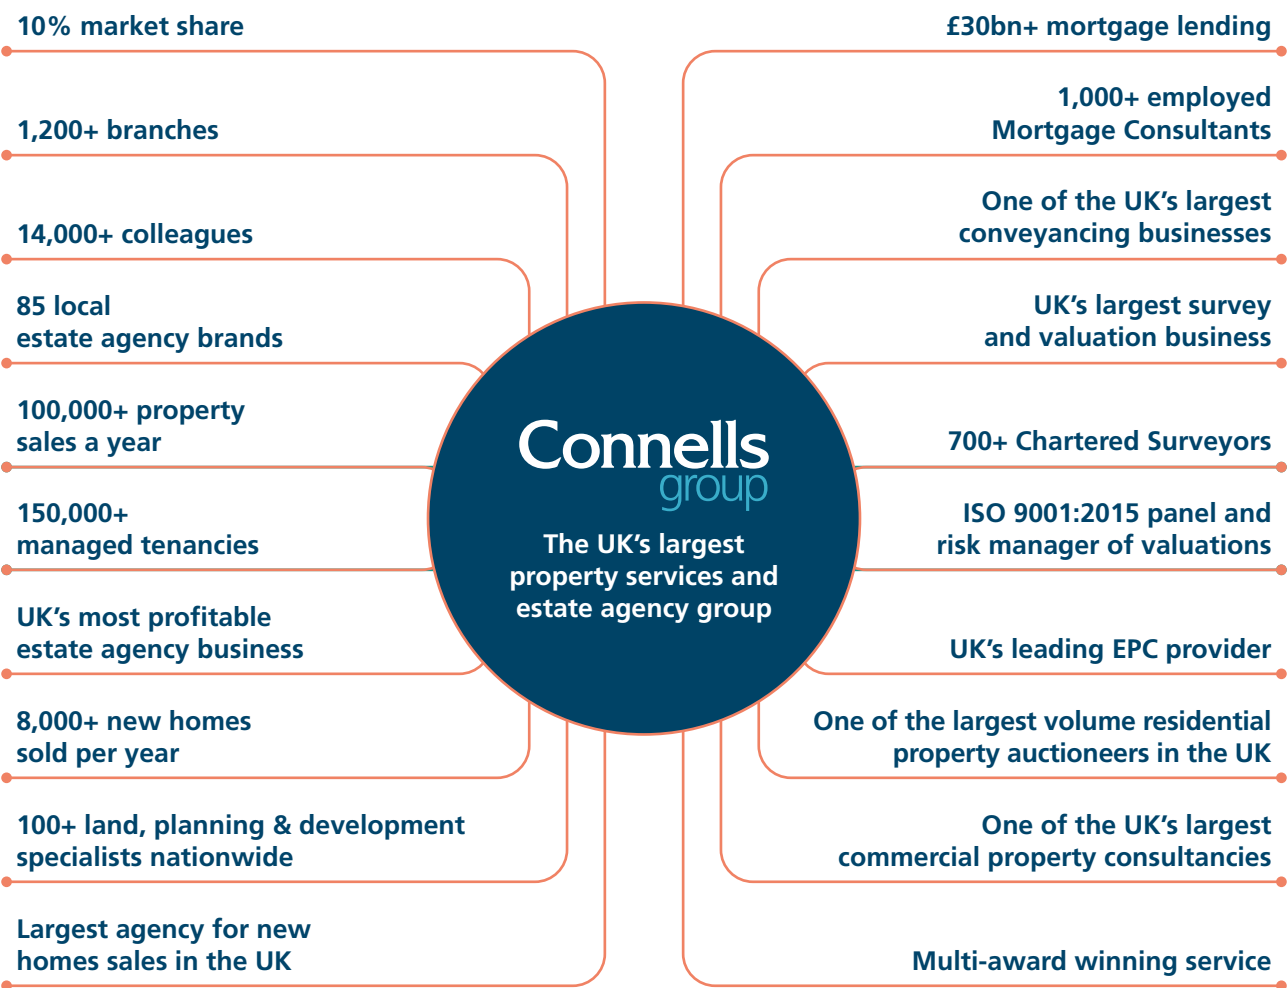 10% market share
1,200+ branches
14,000+ colleagues
85 local
estate agency brands
100,000+ property
sales a year
150,000+
managed tenancies
UK’s most profitable
estate agency business
8,000+ new homes
sold per year
100+ land, planning & development
specialists nationwide
Largest agency for new
homes sales in the UK
Connells
group
The UK’s largest
property services and
estate agency group
£30bn+ mortgage lending
1,000+ employed
Mortgage Consultants
One of the UK’s largest
conveyancing businesses
UK’s largest survey
and valuation business
700+ Chartered Surveyors
ISO 9001:2015 panel and
risk manager of valuations
UK’s leading EPC provider
One of the largest volume residential
property auctioneers in the UK
One of the UK’s largest
commercial property consultancies
Multi-award winning service